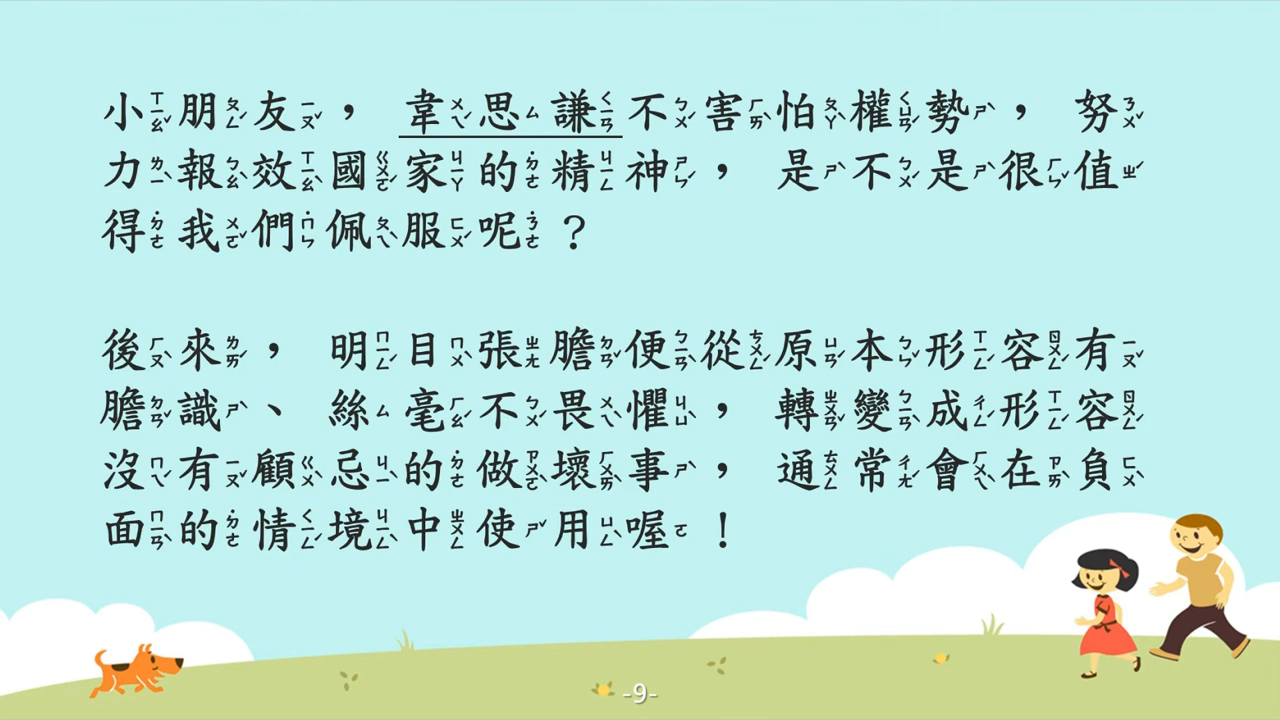 小朋友，韋思謙不害怕權勢，努
力報效國家的精神，是不是很值
得我們佩服呢？
後來，明目張膽便從原本形容有
膽識、絲毫不畏懼，轉變成形容
沒有顧忌的做壞事，通常會在負
面的情境中使用喔！
-9-